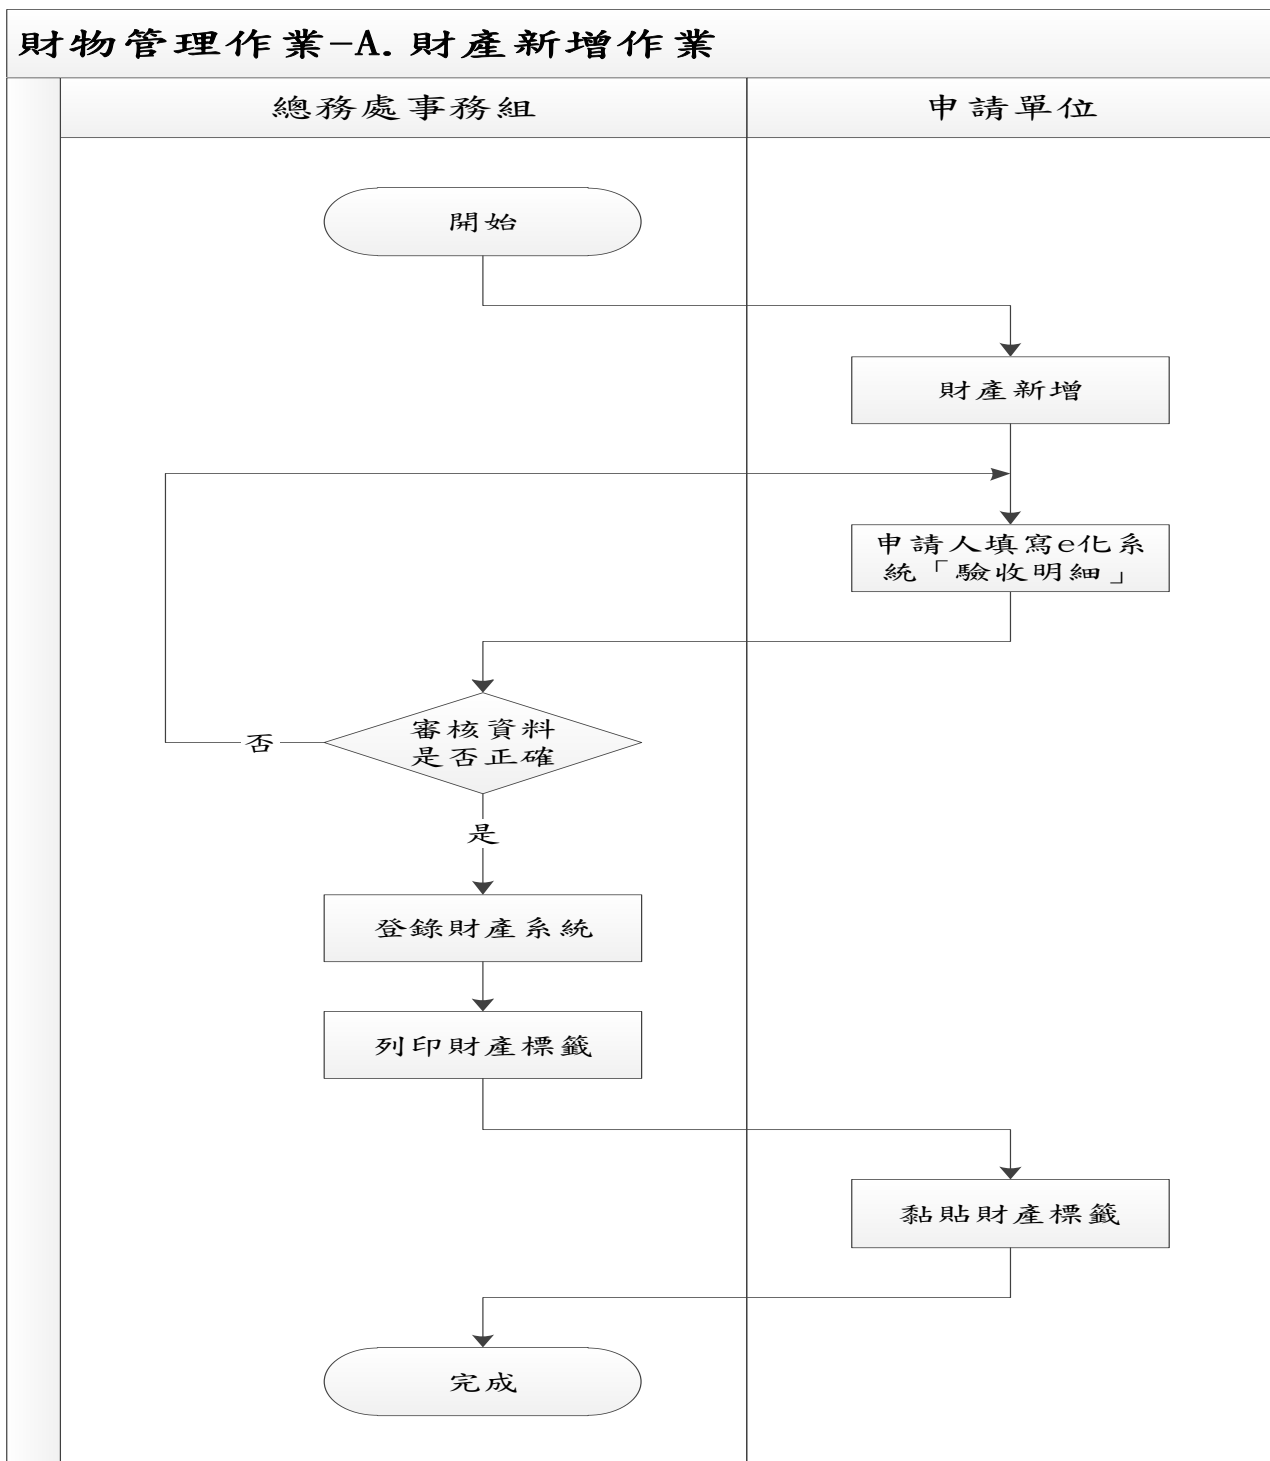 財物管理作業-A.財產新增作業
總務處事務組
申請單位
開始
財產新增
申請人填寫e化系
統「驗收明細」
審核資料
是否正確
否
是
登錄財產系統
列印財產標籤
黏貼財產標籤
完成